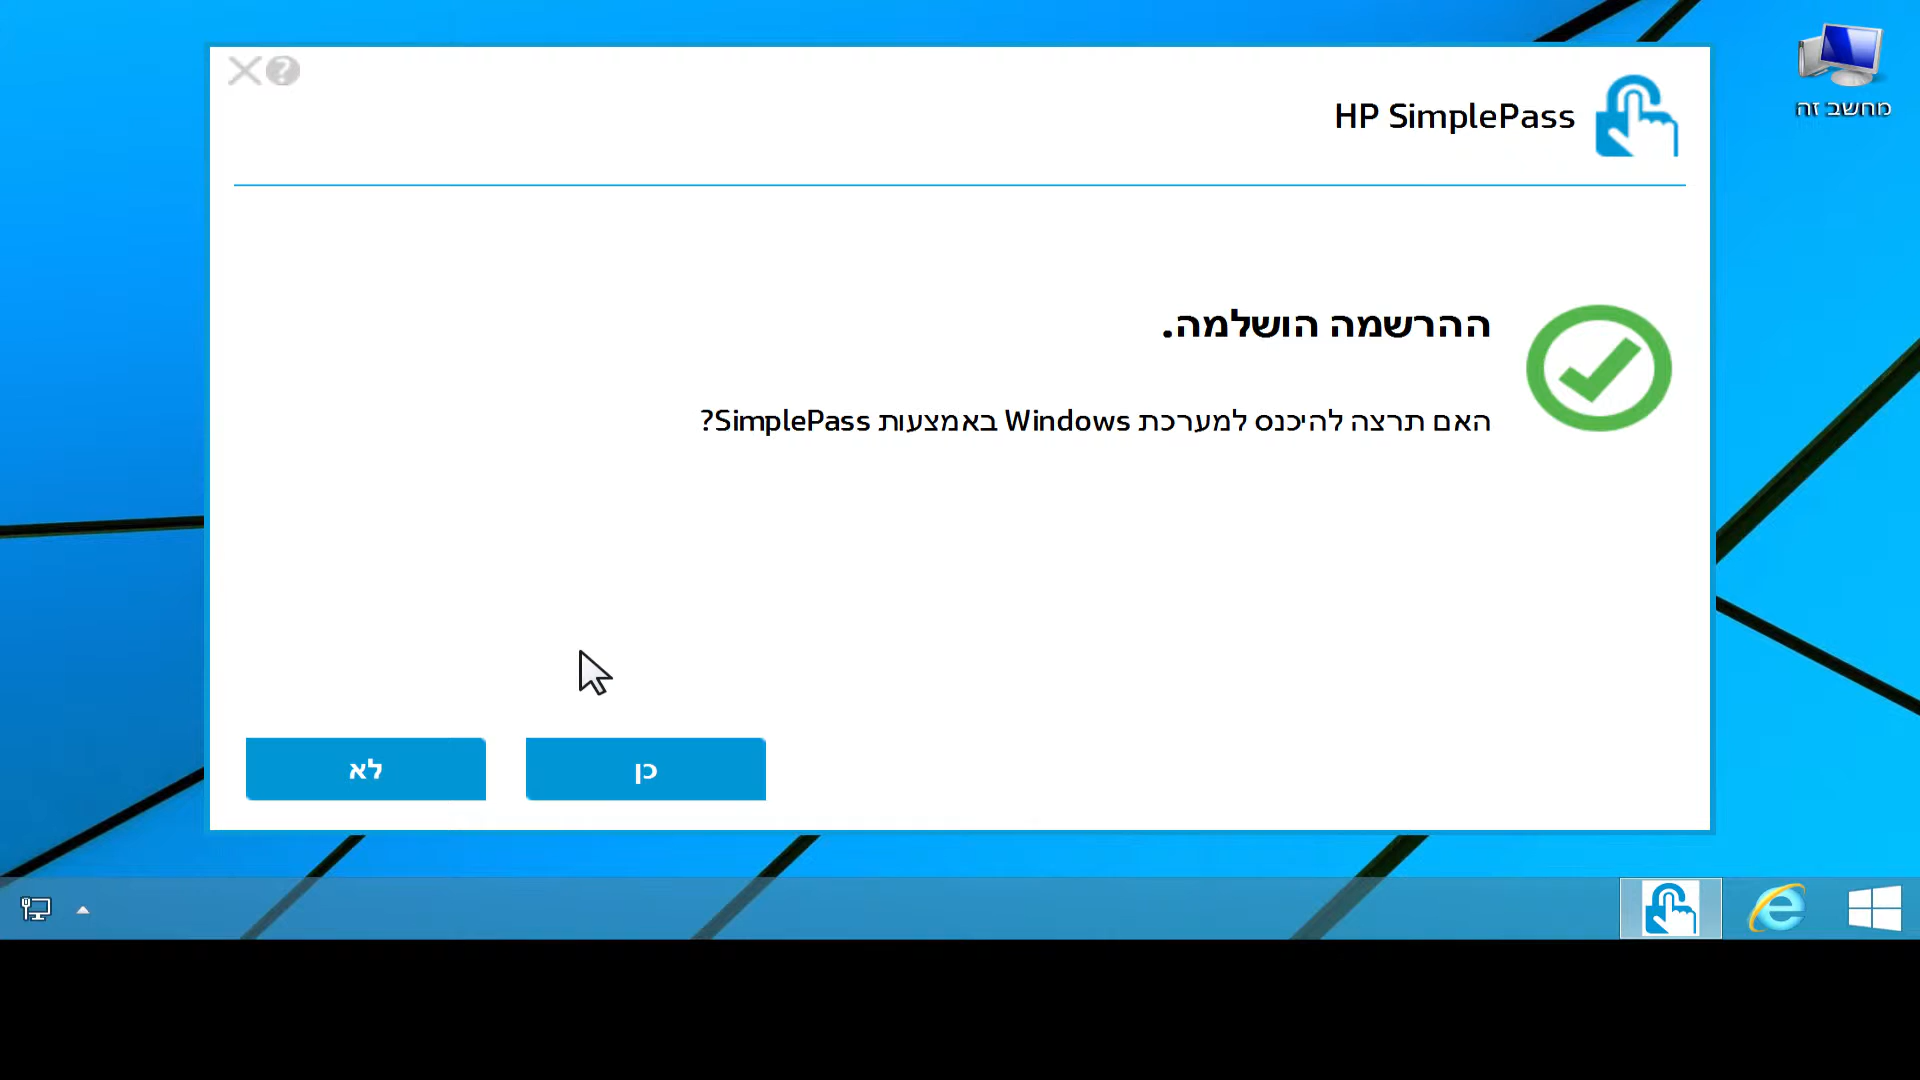 HP SimplePass
מחשב זה
ההרשמה הושלמה.
האם תרצה להיכנס למערכת Windows באמצעות SimplePass?
כן
לא